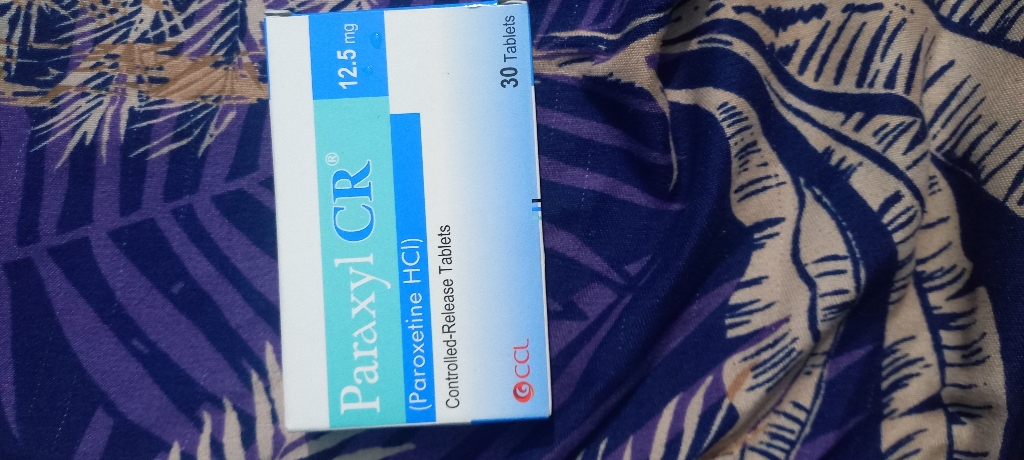 Paraxyl CR® 12.5 mg
(Paroxetine HCl)
Controlled-Release Tablets
CCL 30 Tablets